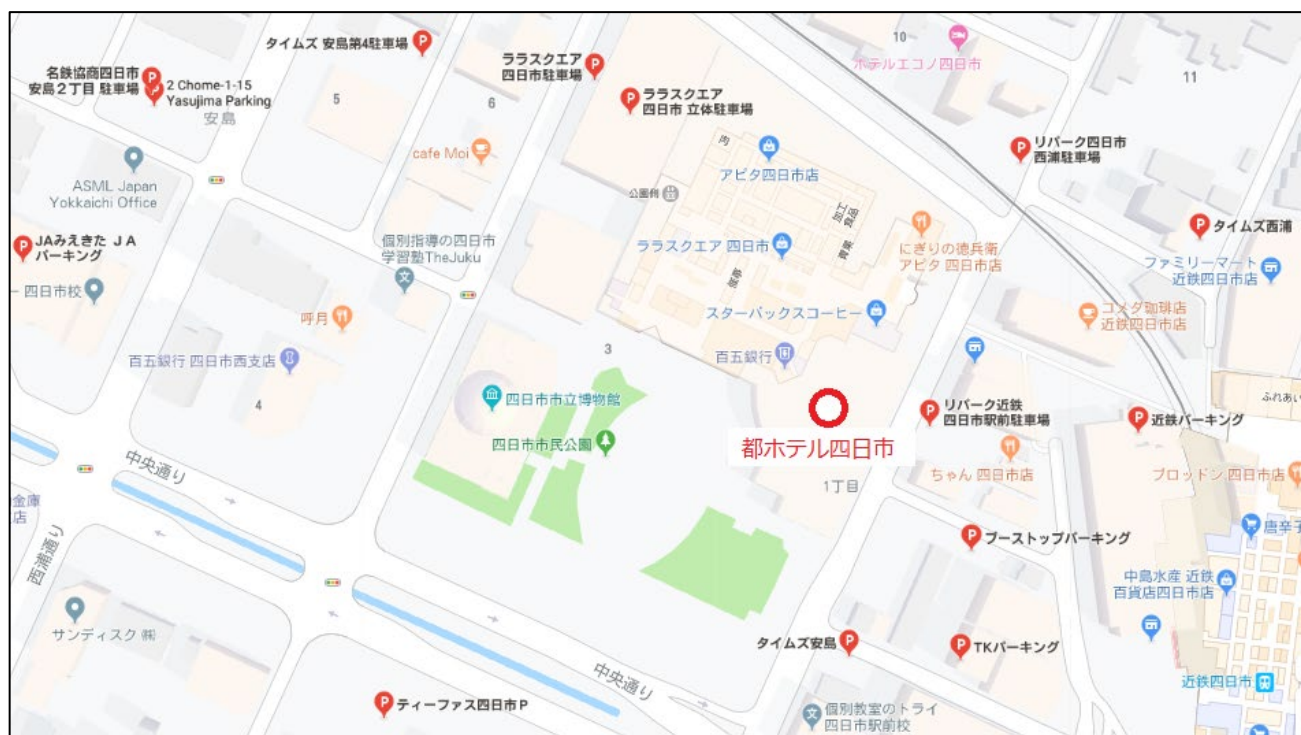 タイムズ 安島第4駐車場
名鉄協商四日市
安島2丁目 駐車場
2 Chome-1-15
Yasujima Parking
安島
5
6
ララスクエア
四日市駐車場
ララスクエア
四日市 立体駐車場
10
ホテルエコノ四日市
11
リパーク四日市
西浦駐車場
cafe Moi
肉
アピタ四日市店
ASML Japan
Yokkaichi Office
公園側
加工
食品
青果
JAみえきた JA
パーキング
ー 四日市校
個別指導の四日市
学習塾TheJuku
ララスクエア 四日市
にぎりの徳兵衛
アピタ 四日市店
タイムズ西浦
ファミリーマート
近鉄四日市店
呼月
スターバックスコーヒー
コメダ珈琲店
近鉄四日市店
百五銀行 四日市西支店
3
百五銀行
4
四日市市立博物館
四日市市民公園
都ホテル四日市
1丁目
リパーク近鉄
四日市駅前駐車場
ちゃん 四日市店
近鉄パーキング
ふれあい
ブロッドン 四日市店
中央通り
金庫
店
西浦通り
ブーストップパーキング
唐辛子
中島水産 近鉄
百貨店四日市店
サンディスク ㈱
タイムズ安島
TKパーキング
中央通り
近鉄四日市
ティーファス四日市P
個別教室のトライ
四日市駅前校